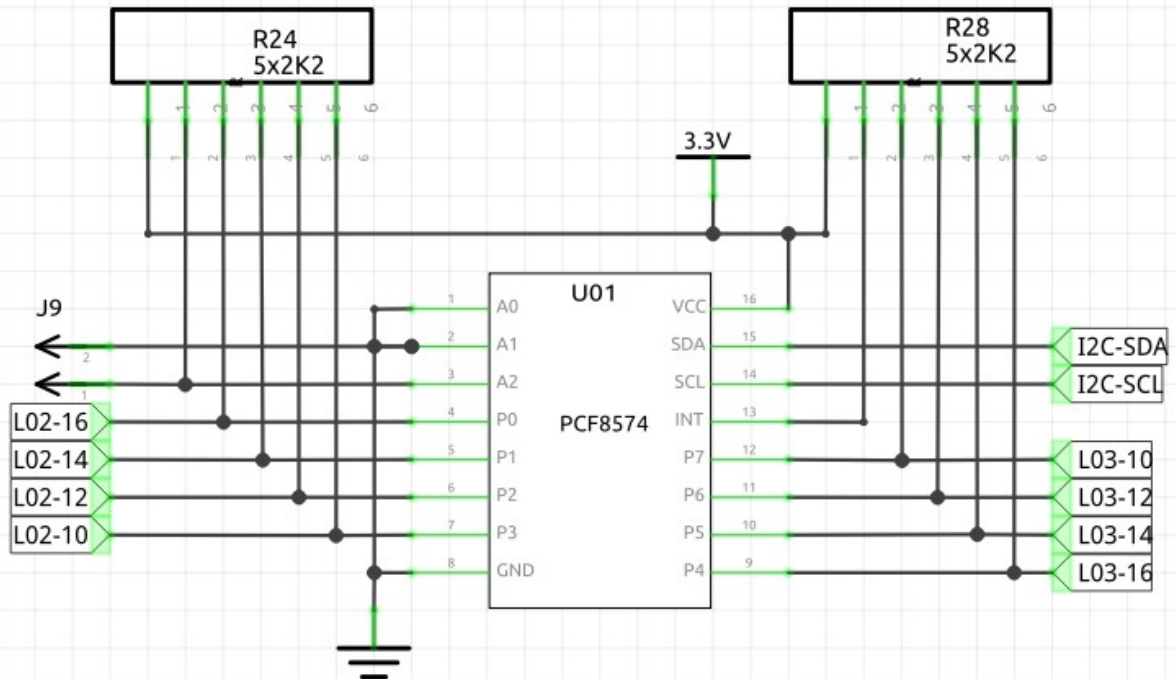 R24
5x2K2
R28
5x2K2
1 2 3 4 5 6
1 2 3 4 5 6
1 2 3 4 5 6
1 2 3 4 5 6
3.3V
U01
PCF8574
J9
2
1
L02-16
L02-14
L02-12
L02-10
1 A0
2 A1
3 A2
4 P0
5 P1
6 P2
7 P3
8 GND
VCC 16
SDA 15
SCL 14
INT 13
P7 12
P6 11
P5 10
P4 9
I2C-SDA
I2C-SCL
L03-10
L03-12
L03-14
L03-16